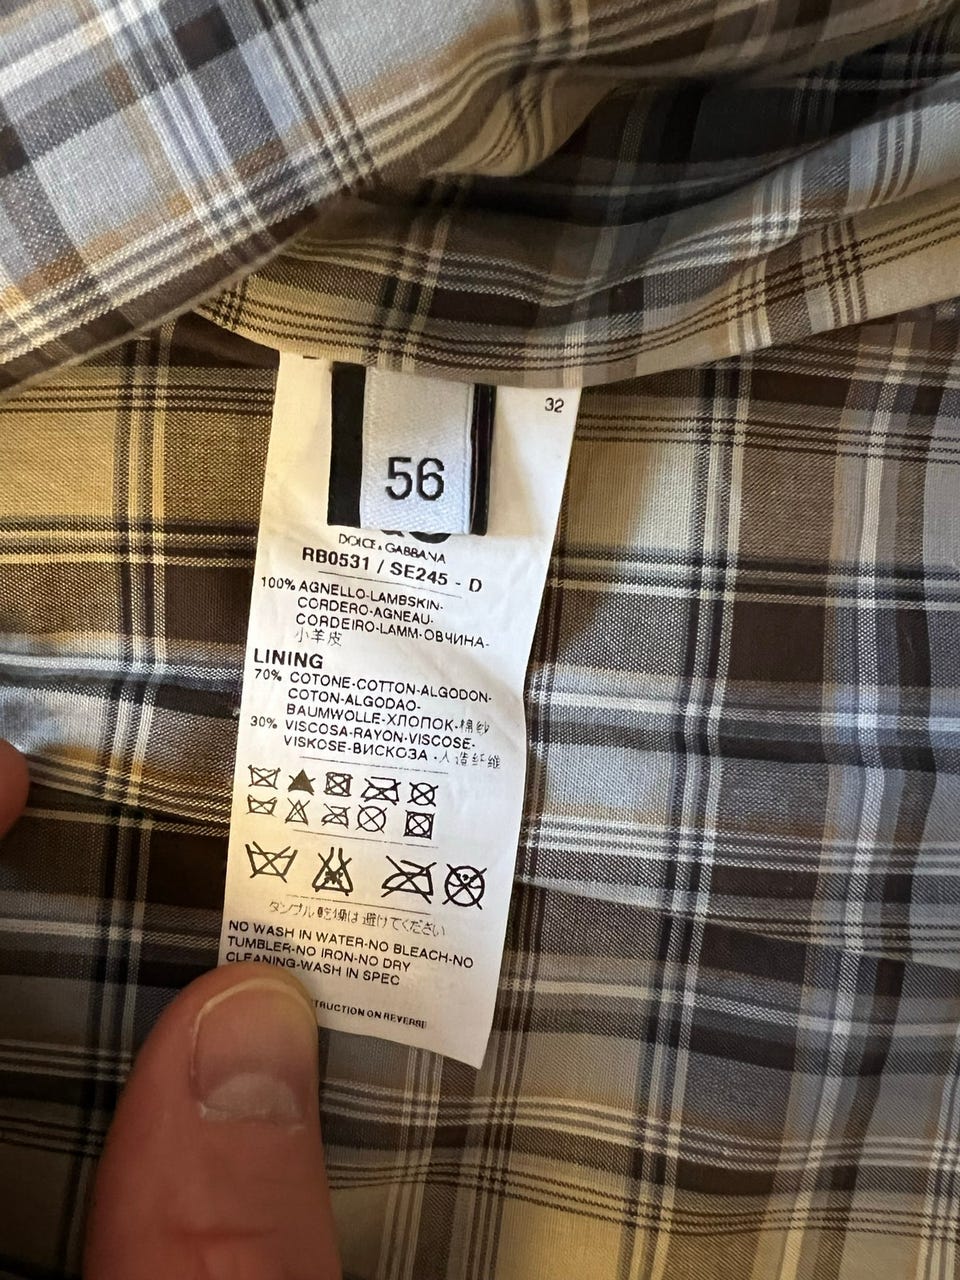 32
56
DOLCE & GABBANA
RB0531 / SE245 - D
100% AGNELLO-LAMBSKIN-
CORDERO-AGNEAU-
CORDEIRO-LAMM-ОВЧИНА-
小羊皮
LINING
70% COTONE-COTTON-ALGODON-
COTON-ALGODAO-
BAUMWOLLE-ХЛОПОК-棉纱
30% VISCOSA-RAYON-VISCOSE-
VISKOSE-ВИСКОЗА-人造纤维
タンブル乾燥は避けてください
NO WASH IN WATER-NO BLEACH-NO
TUMBLER-NO IRON-NO DRY
CLEANING-WASH IN SPEC
TRUCTION ON REVERSE